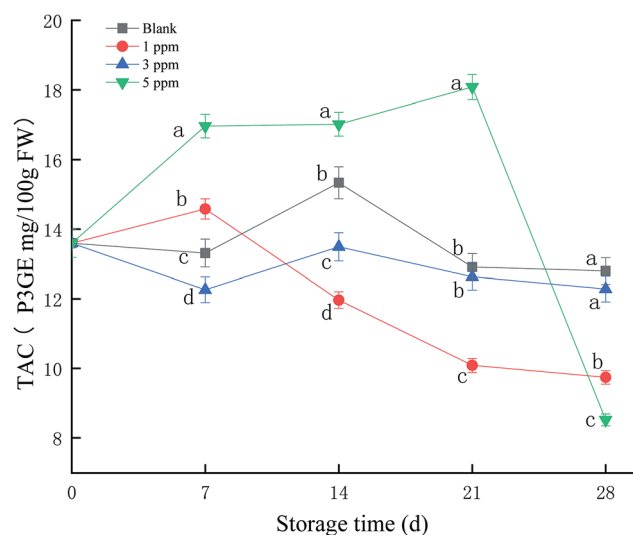 Blank
1 ppm
3 ppm
5 ppm
TAC（ P3GE mg/100g FW）
20
18
16
14
12
10
8
a
a
a
b
b
c
c
d
d
b
b
c
a
a
b
c
0
7
14
21
28
Storage time (d)